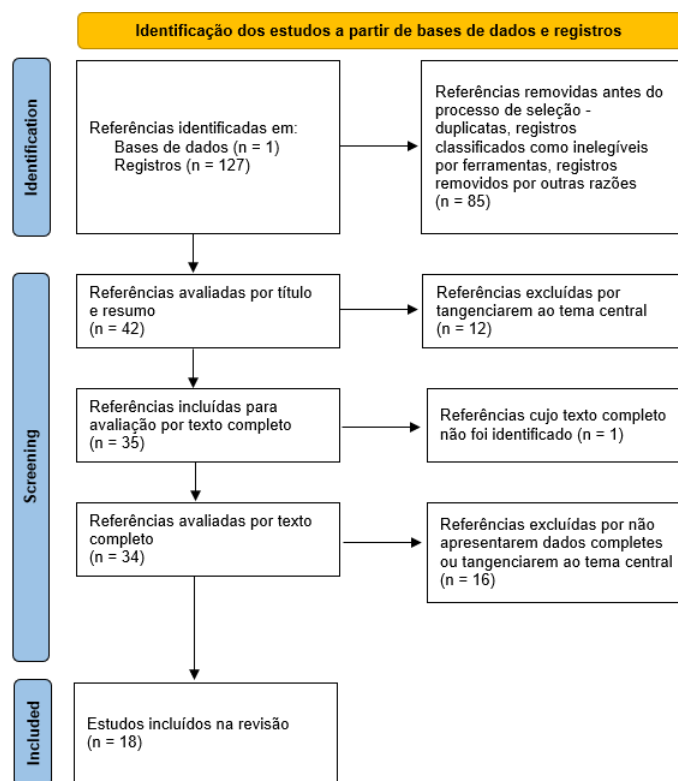 Identificação dos estudos a partir de bases de dados e registros
Identification
Referências identificadas em:
Bases de dados (n = 1)
Registros (n = 127)
Referências removidas antes do
processo de seleção -
duplicatas, registros
classificados como inelegíveis
por ferramentas, registros
removidos por outras razões
(n = 85)
Screening
Referências avaliadas por título
e resumo
(n = 42)
Referências excluídas por
tangenciarem ao tema central
(n = 12)
Referências incluídas para
avaliação por texto completo
(n = 35)
Referências cujo texto completo
não foi identificado (n = 1)
Referências avaliadas por texto
completo
(n = 34)
Referências excluídas por não
apresentarem dados completes
ou tangenciarem ao tema central
(n = 16)
Included
Estudos incluídos na revisão
(n = 18)